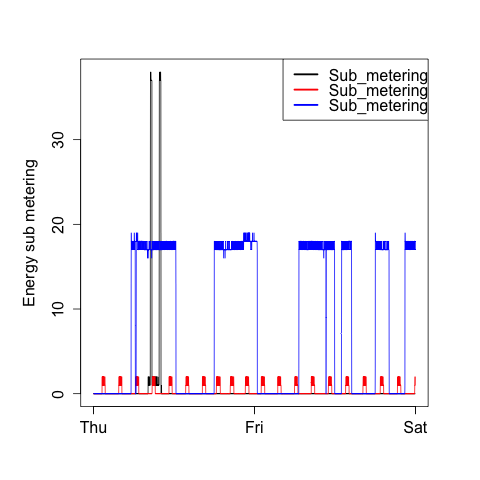 Sub_metering
Sub_metering
Sub_metering
Energy sub metering
30
20
10
0
Thu
Fri
Sat